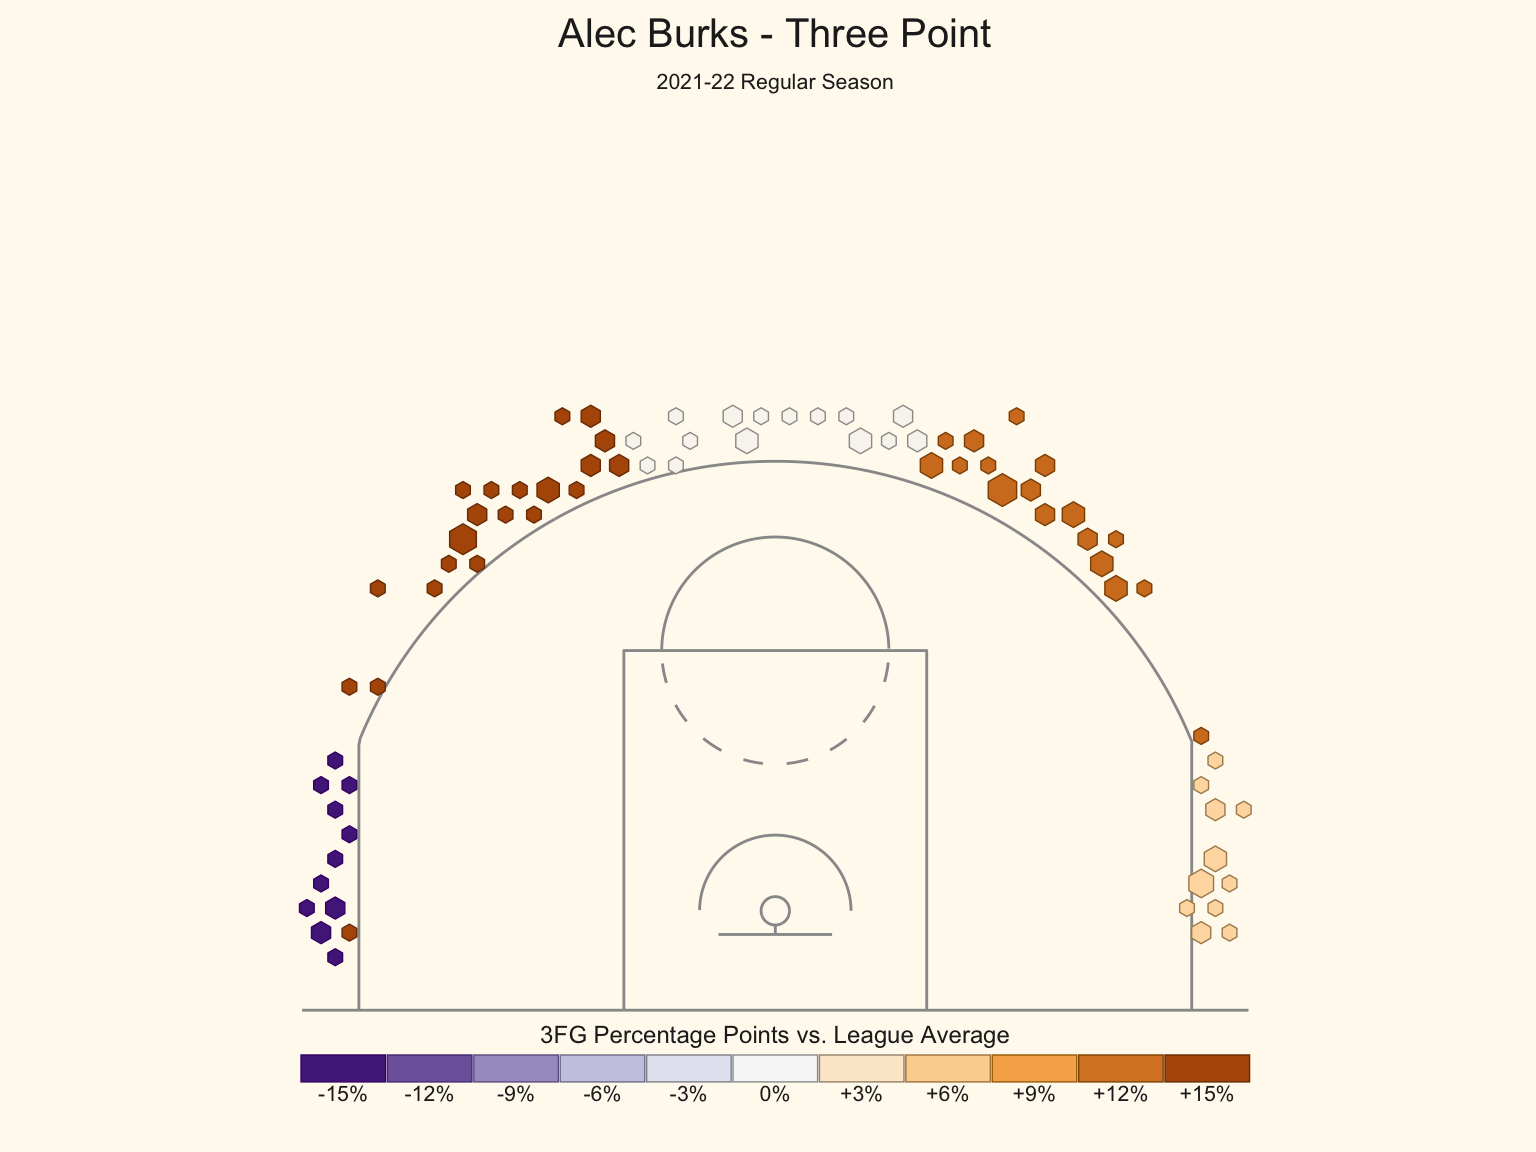 Alec Burks - Three Point
2021-22 Regular Season
3FG Percentage Points vs. League Average
-15% -12% -9% -6% -3% 0% +3% +6% +9% +12% +15%